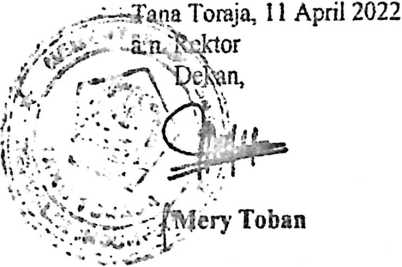 Tana Toraja, 11 April 2022
a.n. Rektor
Dekan,
Mery Toban